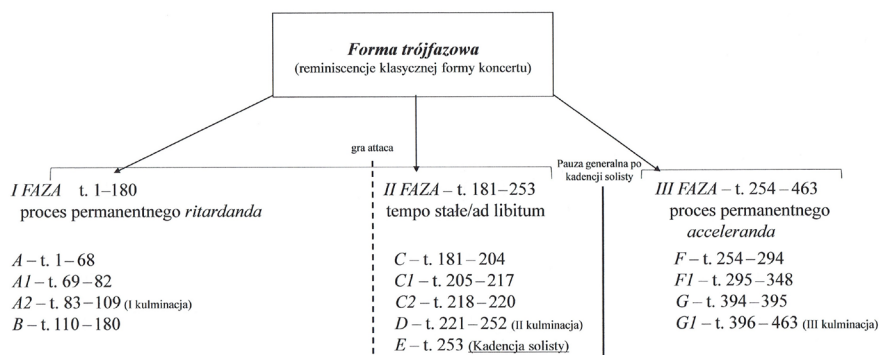 Forma trójfazowa
(reminiscencje klasycznej formy koncertu)
gra attaca
Pauza generalna po
kadencji solisty
I FAZA t. 1–180
proces permanentnego ritardanda
A – t. 1–68
A1 – t. 69–82
A2 – t. 83–109 (I kulminacja)
B – t. 110–180
II FAZA – t. 181–253
tempo stałe/ad libitum
C – t. 181–204
C1 – t. 205–217
C2 – t. 218–220
D – t. 221–252 (II kulminacja)
E – t. 253 (Kadencja solisty)
III FAZA – t. 254–463
proces permanentnego
acceleranda
F – t. 254–294
F1 – t. 295–348
G – t. 394–395
G1 – t. 396–463 (III kulminacja)